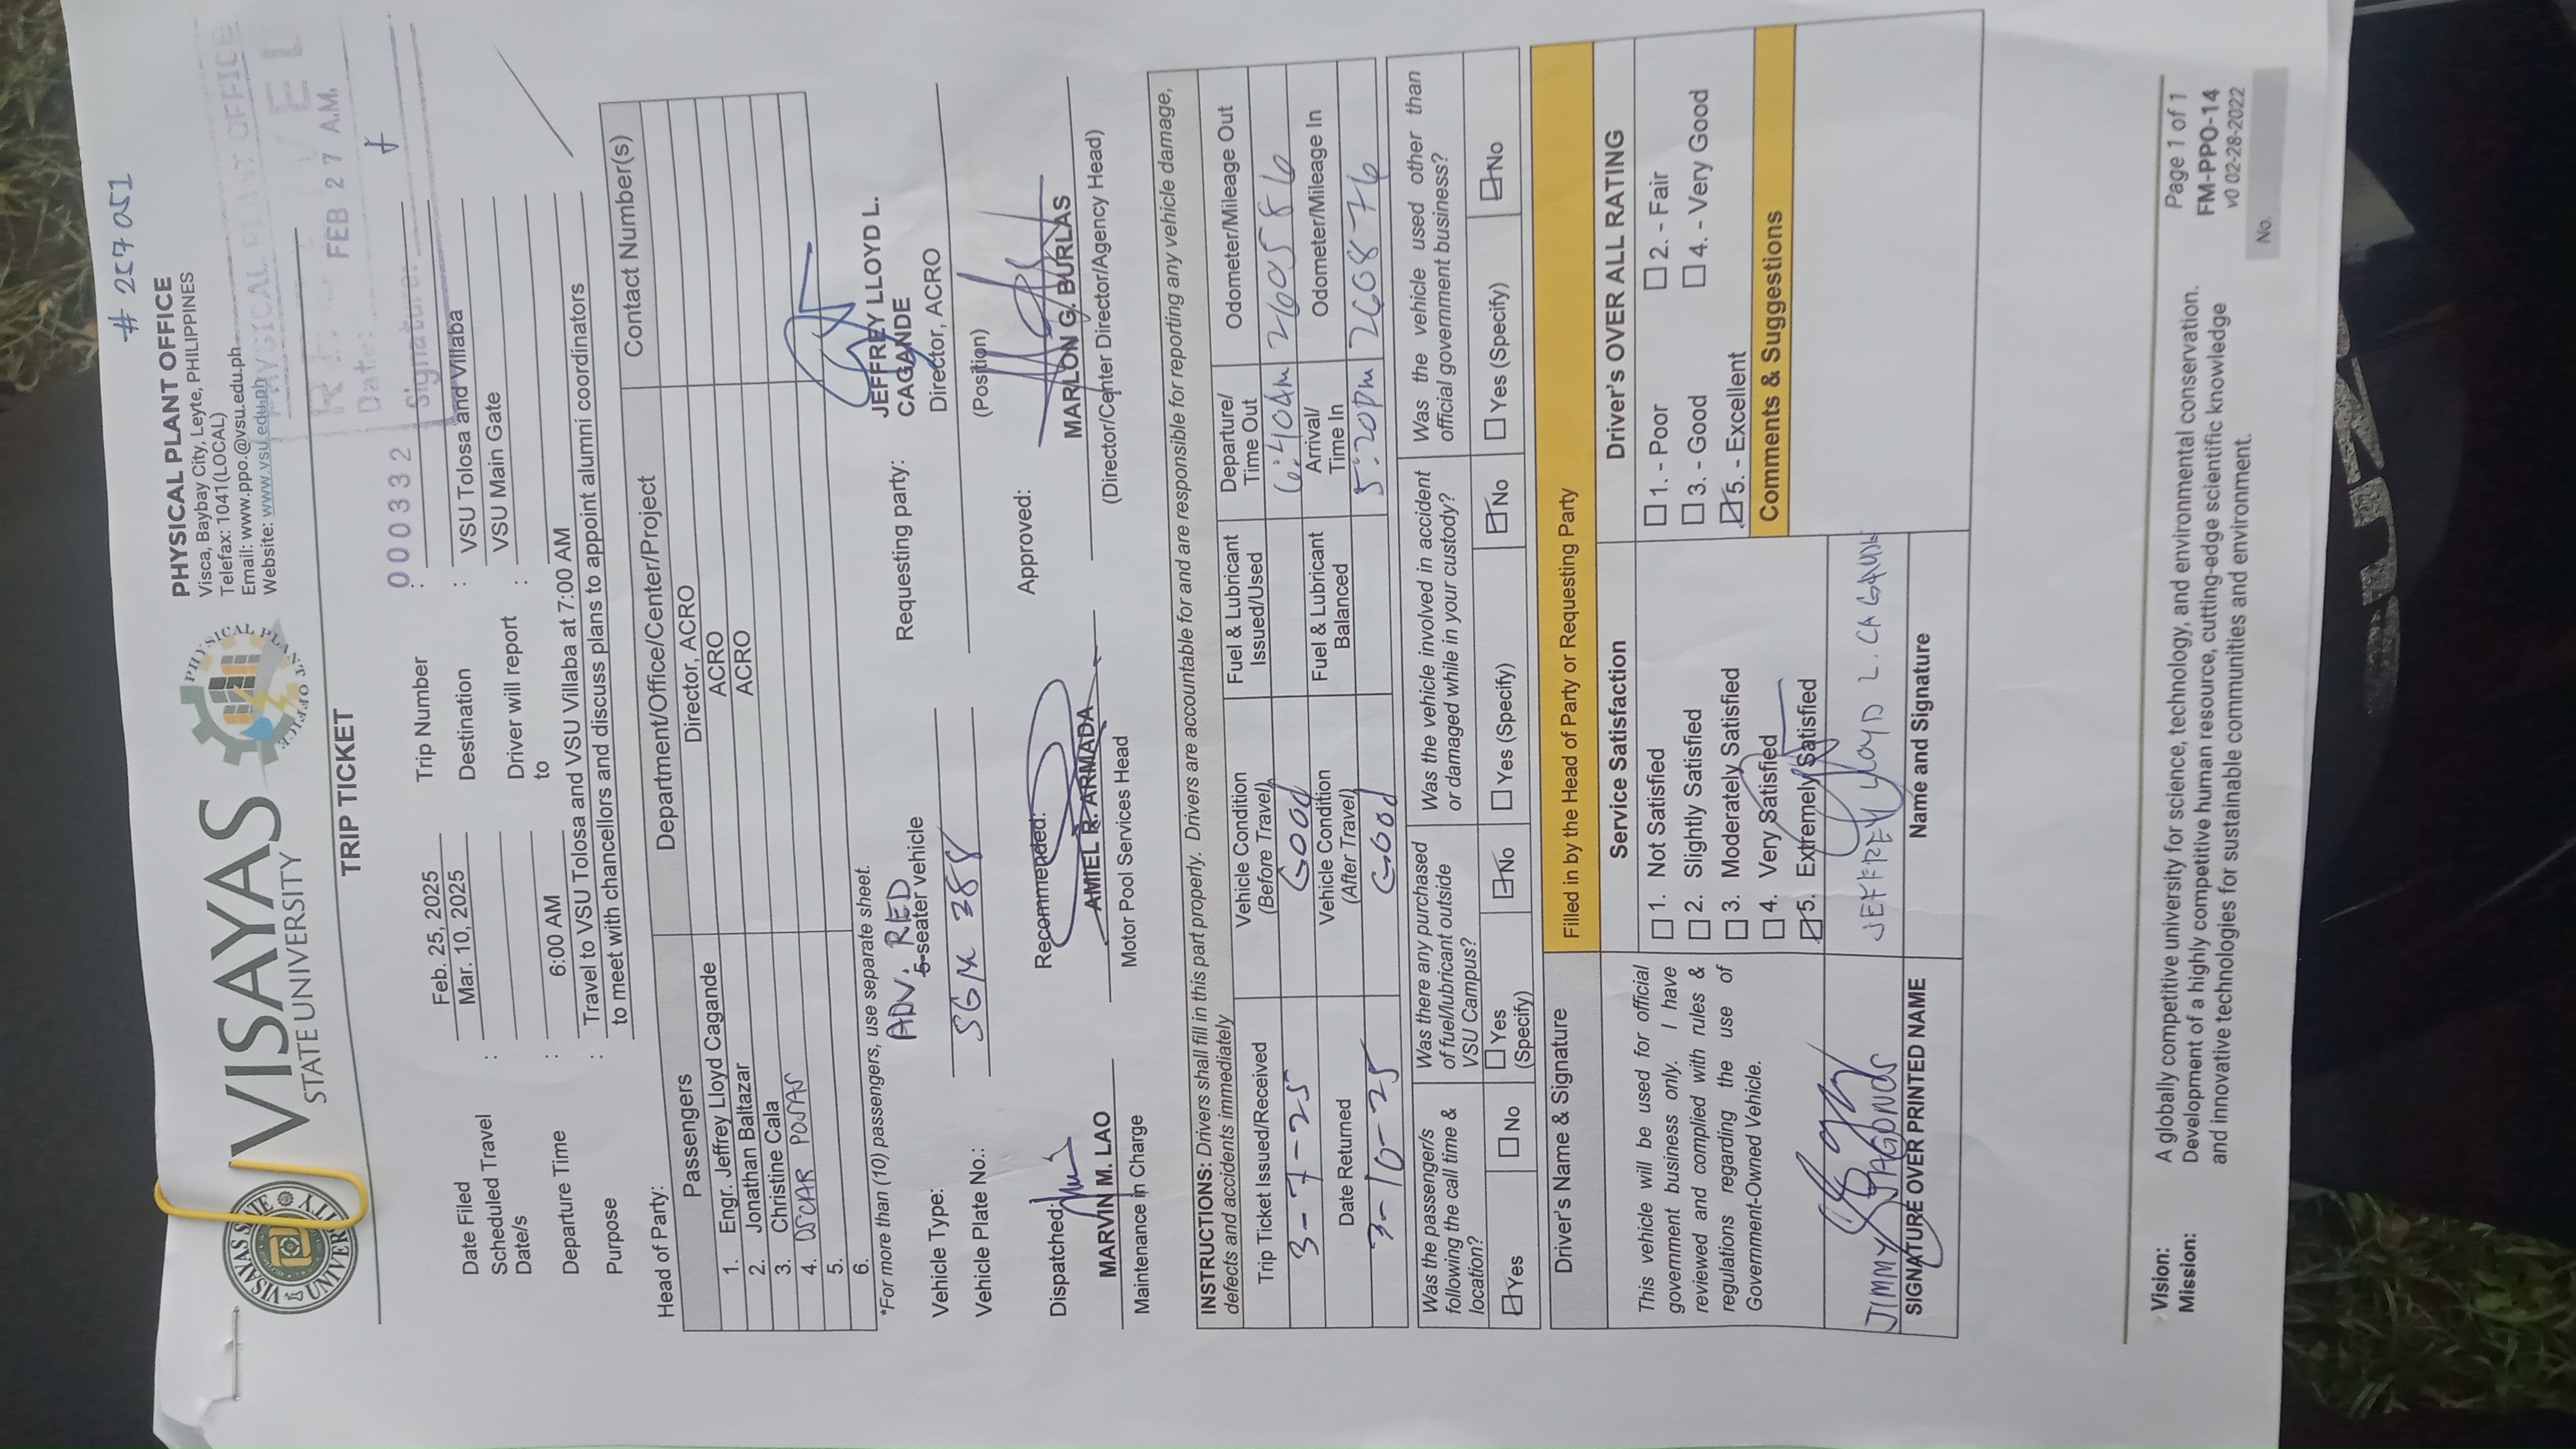 # 257051
VISAYAS
STATE UNIVERSITY
PHYSICAL PLANT OFFICE
PHYSICAL PLANT OFFICE
Visca, Baybay City, Leyte, PHILIPPINES
Telefax: 1041(LOCAL)
Email: www.ppo.@vsu.edu.ph
Website: www.vsu.edu.ph
PHYSICAL PLANT OFFICE
Date: FEB 27 A.M.
Signature:
TRIP TICKET
Date Filed : Feb. 25, 2025 Trip Number : 000332
Scheduled Travel Date/s : Mar. 10, 2025 Destination : VSU Tolosa and Villaba
Driver will report to : VSU Main Gate
Departure Time : 6:00 AM
Purpose : Travel to VSU Tolosa and VSU Villaba at 7:00 AM
to meet with chancellors and discuss plans to appoint alumni coordinators
Head of Party:
Passengers Department/Office/Center/Project Contact Number(s)
1. Engr. Jeffrey Lloyd Cagande Director, ACRO
2. Jonathan Baltazar ACRO
3. Christine Cala ACRO
4. OSCAR POSAS
5.
6.
*For more than (10) passengers, use separate sheet.
ADV. RED
Vehicle Type: 5-seater vehicle Requesting party: JEFFREY LLOYD L. CAGANDE
Vehicle Plate No.: Director, ACRO
(Position)
Dispatched: Recommended: Approved:
MARVIN M. LAO AMIEL R. ARMADA MARLON G. BURLAS
Maintenance in Charge Motor Pool Services Head (Director/Center Director/Agency Head)
INSTRUCTIONS: Drivers shall fill in this part properly. Drivers are accountable for and are responsible for reporting any vehicle damage,
defects and accidents immediately
Trip Ticket Issued/Received Vehicle Condition (Before Travel) Fuel & Lubricant Issued/Used Departure/ Time Out Odometer/Mileage Out
3-7-25 Good 6:40am 260586
Date Returned Vehicle Condition (After Travel) Fuel & Lubricant Balanced Arrival/ Time In Odometer/Mileage In
3-10-25 Good 5:20pm 260876
Was the passenger/s following the call time & location? Was there any purchased of fuel/lubricant outside VSU Campus? Was the vehicle involved in accident or damaged while in your custody? Was the vehicle used other than official government business?
Yes No Yes (Specify) No Yes (Specify) No Yes (Specify) No
Driver's Name & Signature Filled in by the Head of Party or Requesting Party
Service Satisfaction Driver's OVER ALL RATING
This vehicle will be used for official government business only. I have reviewed and complied with rules & regulations regarding the use of Government-Owned Vehicle.
1. Not Satisfied
2. Slightly Satisfied
3. Moderately Satisfied
4. Very Satisfied
5. Extremely Satisfied
1. - Poor 2. - Fair
3. - Good 4. - Very Good
5. - Excellent
Comments & Suggestions
JIMMY JEFFREY LLOYD L. CAGANDE
SIGNATURE OVER PRINTED NAME Name and Signature
Vision: A globally competitive university for science, technology, and environmental conservation.
Mission: Development of a highly competitive human resource, cutting-edge scientific knowledge
and innovative technologies for sustainable communities and environment.
Page 1 of 1
FM-PPO-14
v0 02-28-2022
No.